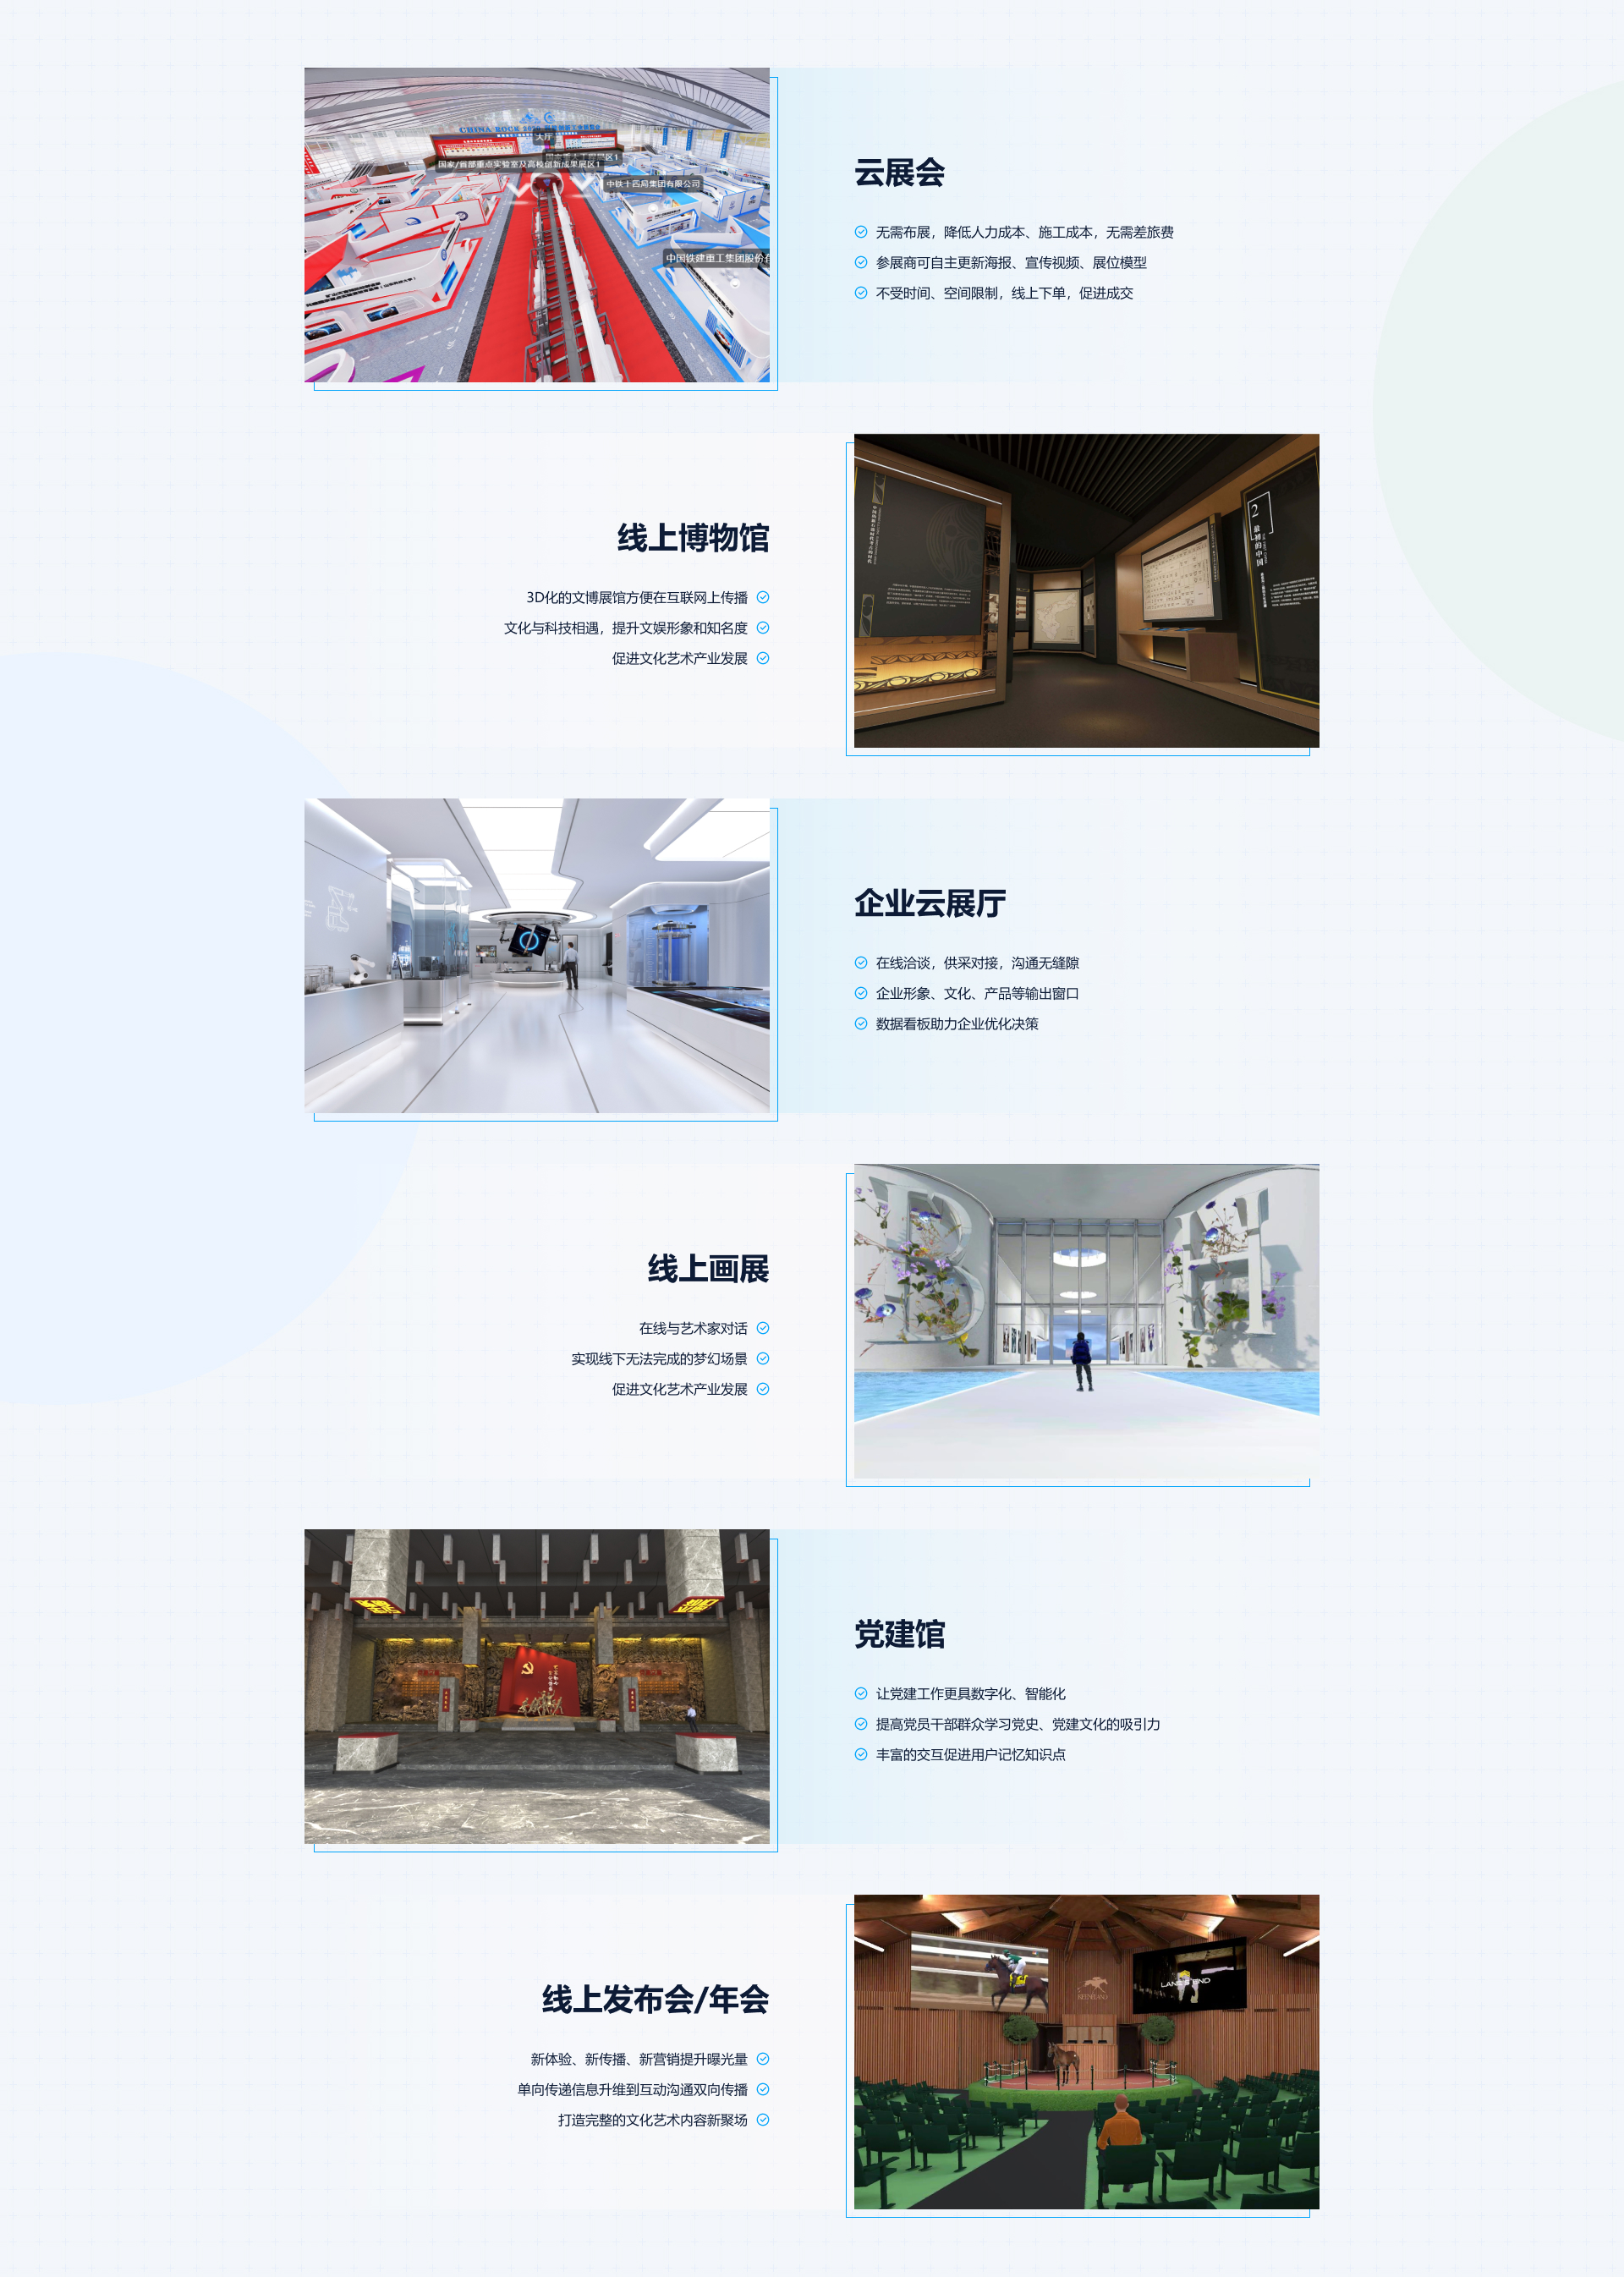 CHINA ROCK
大厅
国家/省部重点实验室及高校创新成果展区1
中铁十四局集团有限公司
中国铁建重工集团股份
云展会
无需布展，降低人力成本、施工成本，无需差旅费
参展商可自主更新海报、宣传视频、展位模型
不受时间、空间限制，线上下单，促进成交
线上博物馆
3D化的文博展馆方便在互联网上传播
文化与科技相遇，提升文娱形象和知名度
促进文化艺术产业发展
2
最初的中国
企业云展厅
在线洽谈，供采对接，沟通无缝隙
企业形象、文化、产品等输出窗口
数据看板助力企业优化决策
线上画展
在线与艺术家对话
实现线下无法完成的梦幻场景
促进文化艺术产业发展
B H
党建馆
让党建工作更具数字化、智能化
提高党员干部群众学习党史、党建文化的吸引力
丰富的交互促进用户记忆知识点
线上发布会/年会
新体验、新传播、新营销提升曝光量
单向传递信息升维到互动沟通双向传播
打造完整的文化艺术内容新聚场
KEENELAND
LANE'S END